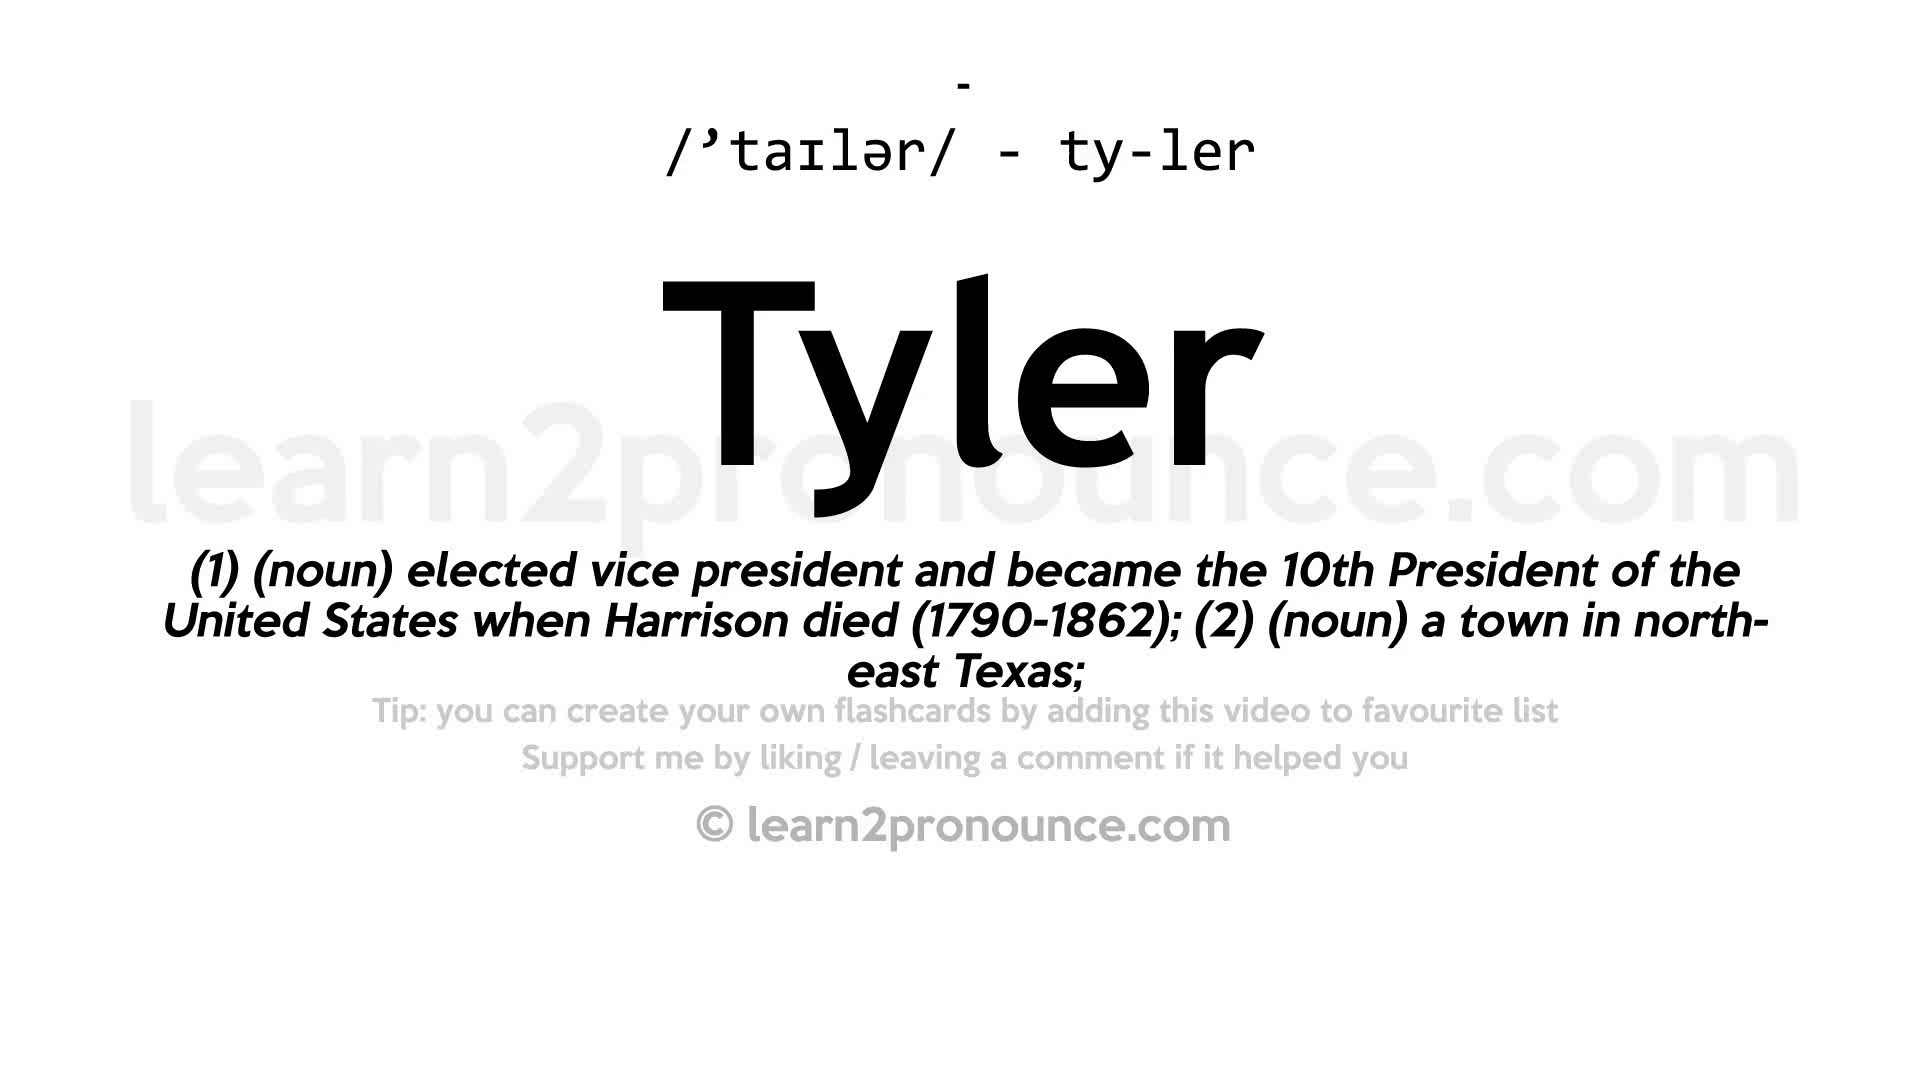 -
/’taɪlər/ - ty-ler
Tyler
learn2pronounce.com
(1) (noun) elected vice president and became the 10th President of the
United States when Harrison died (1790-1862); (2) (noun) a town in north-
east Texas;
Tip: you can create your own flashcards by adding this video to favourite list
Support me by liking / leaving a comment if it helped you
© learn2pronounce.com